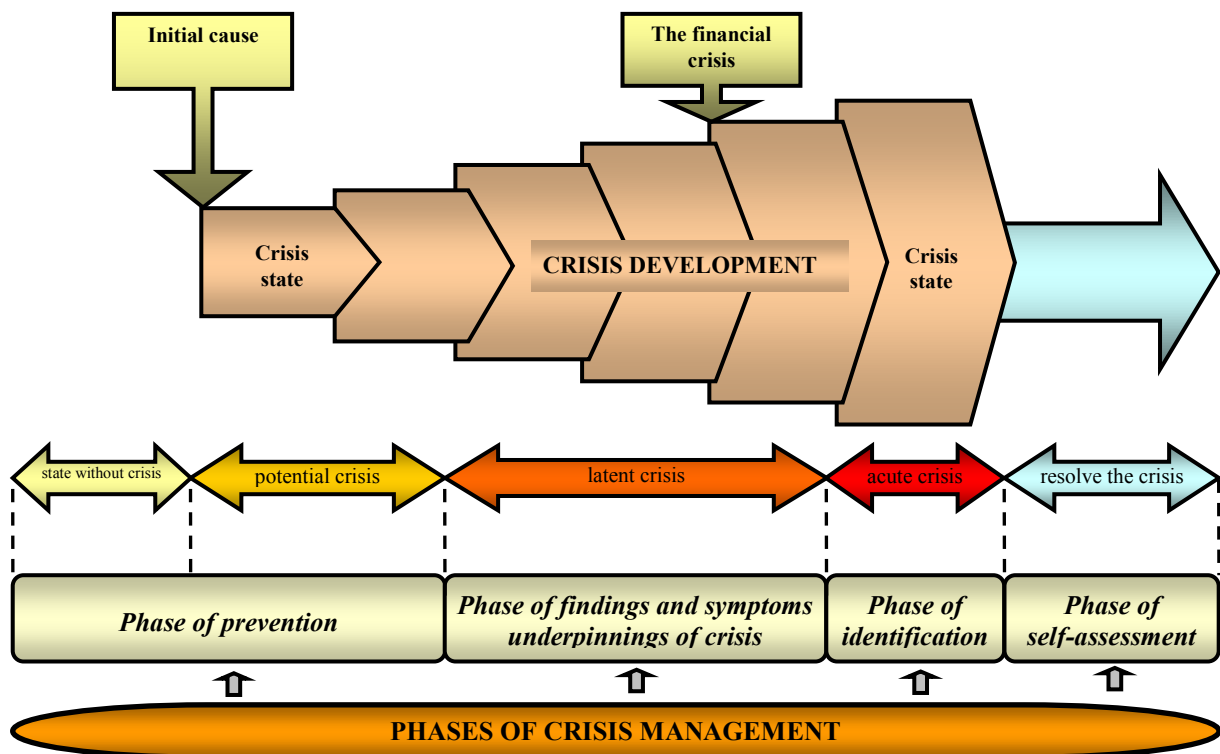 Initial cause
The financial
crisis
Crisis
state
CRISIS DEVELOPMENT
Crisis
state
state without crisis
potential crisis
latent crisis
acute crisis
resolve the crisis
Phase of prevention
Phase of findings and symptoms
underpinnings of crisis
Phase of
identification
Phase of
self-assessment
PHASES OF CRISIS MANAGEMENT